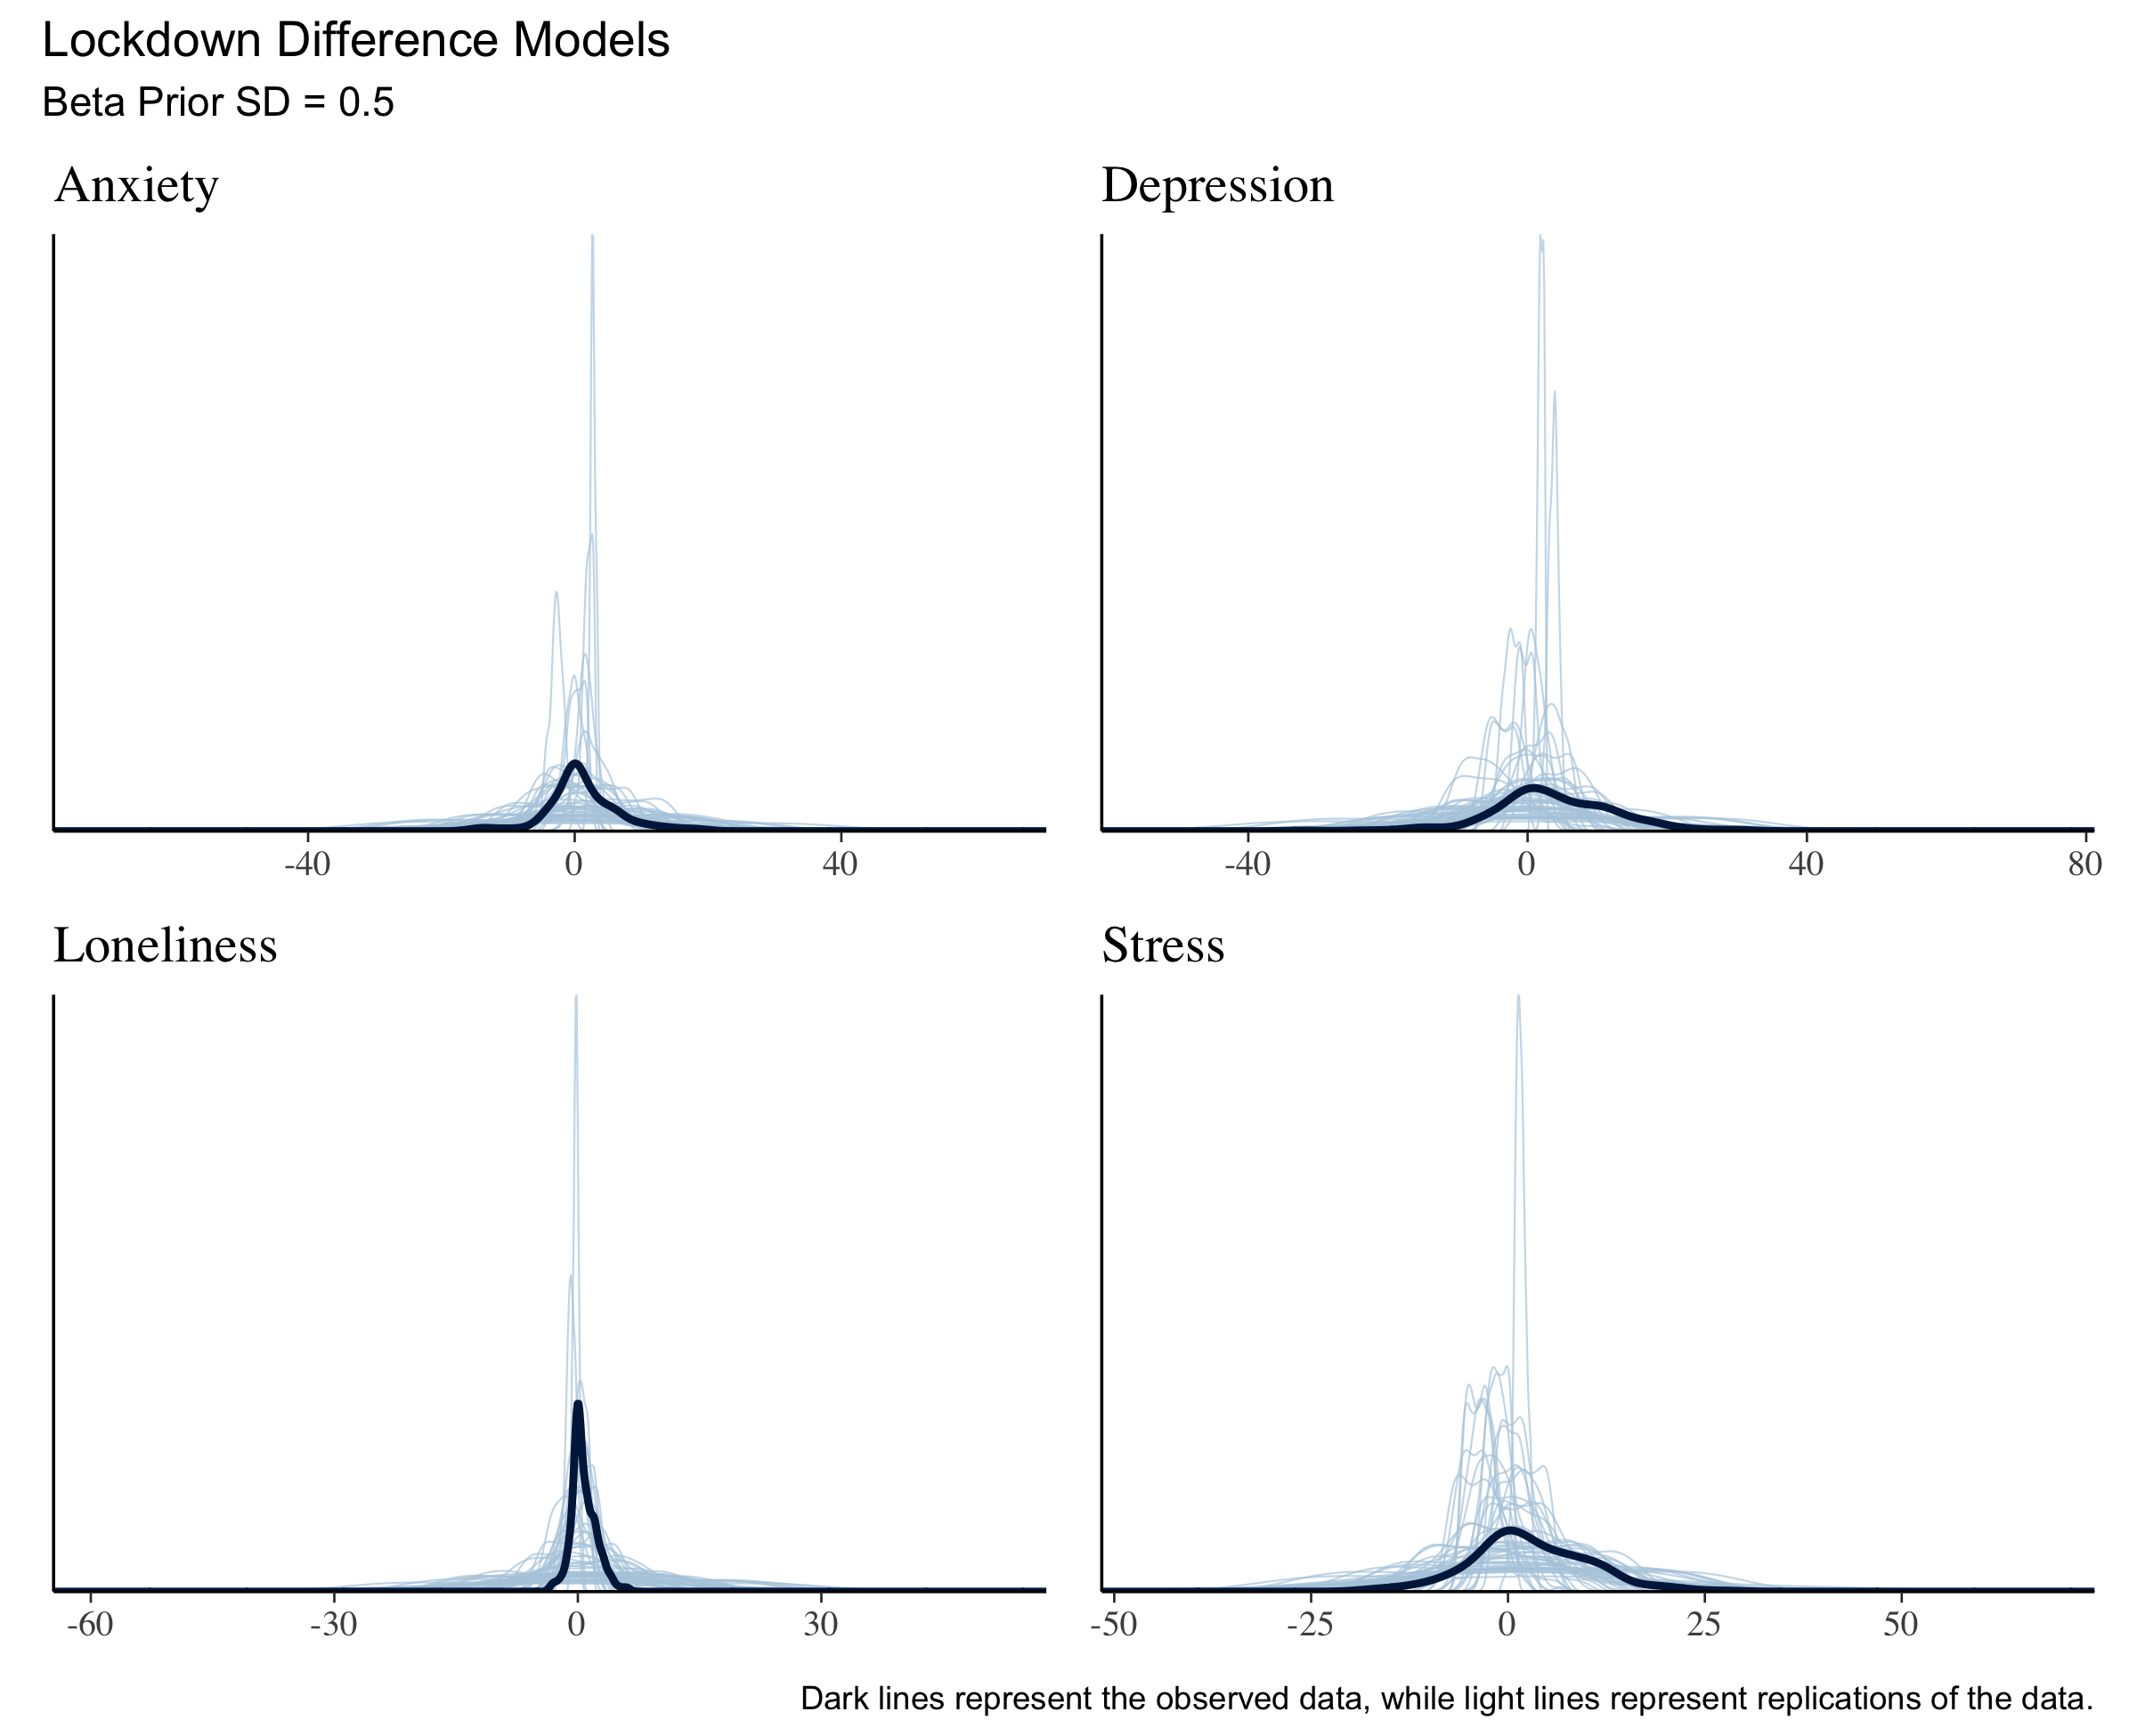 Lockdown Difference Models
Beta Prior SD = 0.5
Anxiety
Depression
-40 0 40
-40 0 40 80
Loneliness
Stress
-60 -30 0 30
-50 -25 0 25 50
Dark lines represent the observed data, while light lines represent replications of the data.